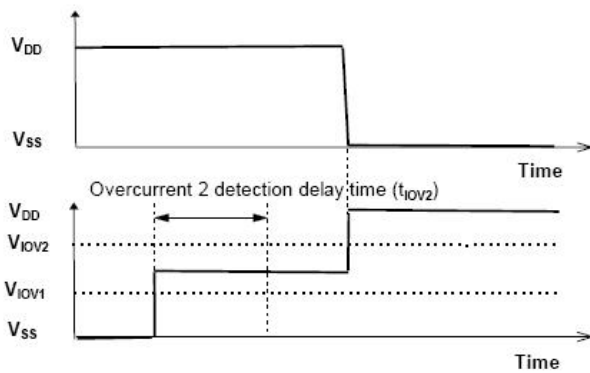 VDD
VSS
Time
Overcurrent 2 detection delay time (tIOV2)
VDD
VIOV2
VIOV1
VSS
Time